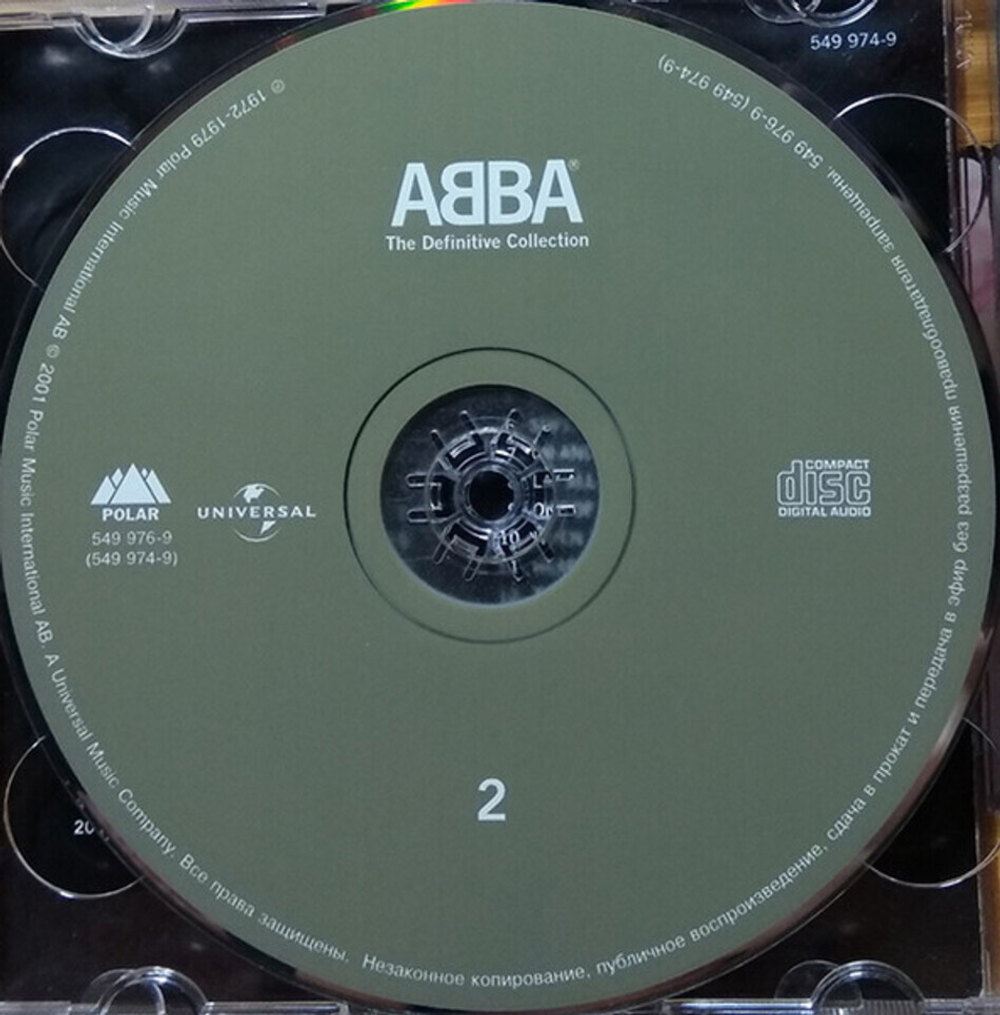 549 974-9
ABBA®
The Definitive Collection
POLAR
549 976-9
(549 974-9)
UNIVERSAL
COMPACT
disc
DIGITAL AUDIO
2
℗ 1972-1979 Polar Music International AB © 2001 Polar Music International AB. A Universal Music Company. Все права защищены. Незаконное копирование, публичное воспроизведение, сдача в прокат и передача в эфир без разрешения правообладателя запрещены. 549 976-9 (549 974-9)